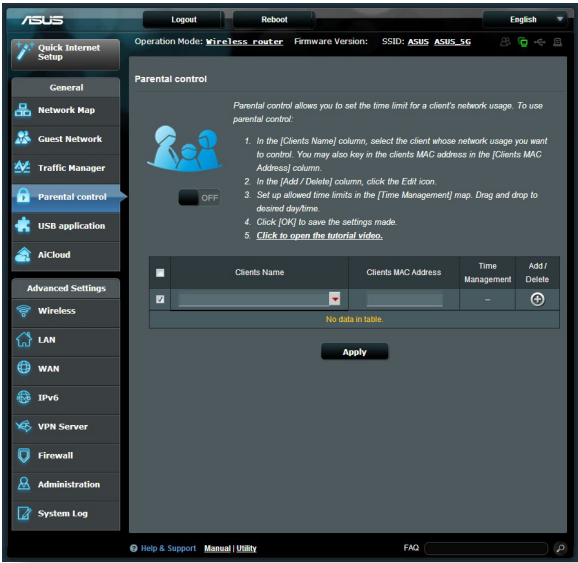 ASUS
Logout Reboot English
Quick Internet
Setup
Operation Mode: Wireless router Firmware Version: SSID: ASUS ASUS_5G
General
Network Map
Guest Network
Traffic Manager
Parental control
USB application
AiCloud
Advanced Settings
Wireless
LAN
WAN
IPv6
VPN Server
Firewall
Administration
System Log
Parental control
Parental control allows you to set the time limit for a client's network usage. To use
parental control:
1. In the [Clients Name] column, select the client whose network usage you want
to control. You may also key in the clients MAC address in the [Clients MAC
Address] column.
2. In the [Add / Delete] column, click the Edit icon.
3. Set up allowed time limits in the [Time Management] map. Drag and drop to
desired day/time.
4. Click [OK] to save the settings made.
5. Click to open the tutorial video.
OFF
Clients Name Clients MAC Address Time
Management Add /
Delete
–
No data in table.
Apply
Help & Support Manual | Utility FAQ